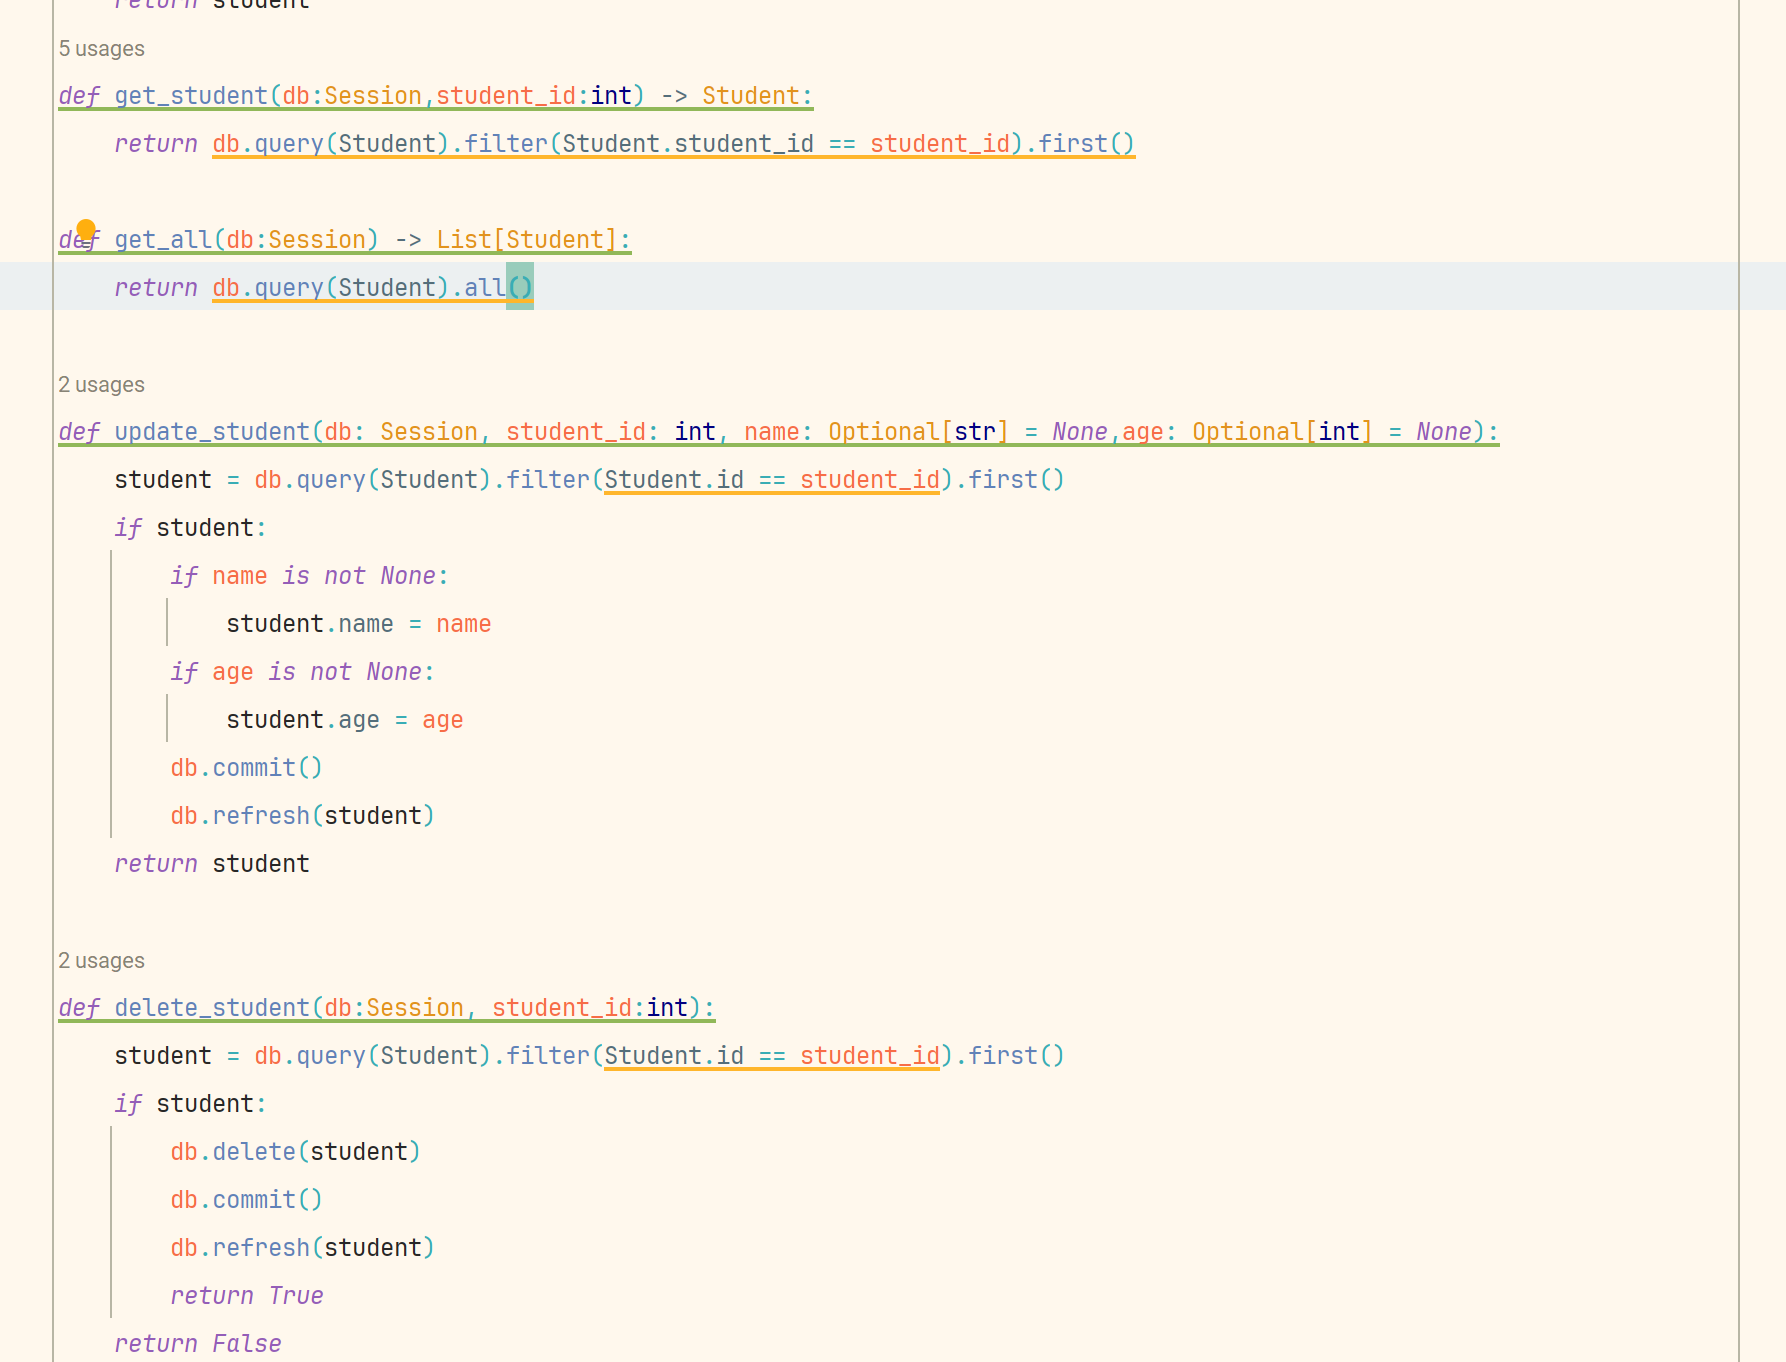 return student
5 usages
def get_student(db:Session,student_id:int) -> Student:
    return db.query(Student).filter(Student.student_id == student_id).first()
def get_all(db:Session) -> List[Student]:
    return db.query(Student).all()
2 usages
def update_student(db: Session, student_id: int, name: Optional[str] = None,age: Optional[int] = None):
    student = db.query(Student).filter(Student.id == student_id).first()
    if student:
        if name is not None:
            student.name = name
        if age is not None:
            student.age = age
        db.commit()
        db.refresh(student)
    return student
2 usages
def delete_student(db:Session, student_id:int):
    student = db.query(Student).filter(Student.id == student_id).first()
    if student:
        db.delete(student)
        db.commit()
        db.refresh(student)
        return True
    return False